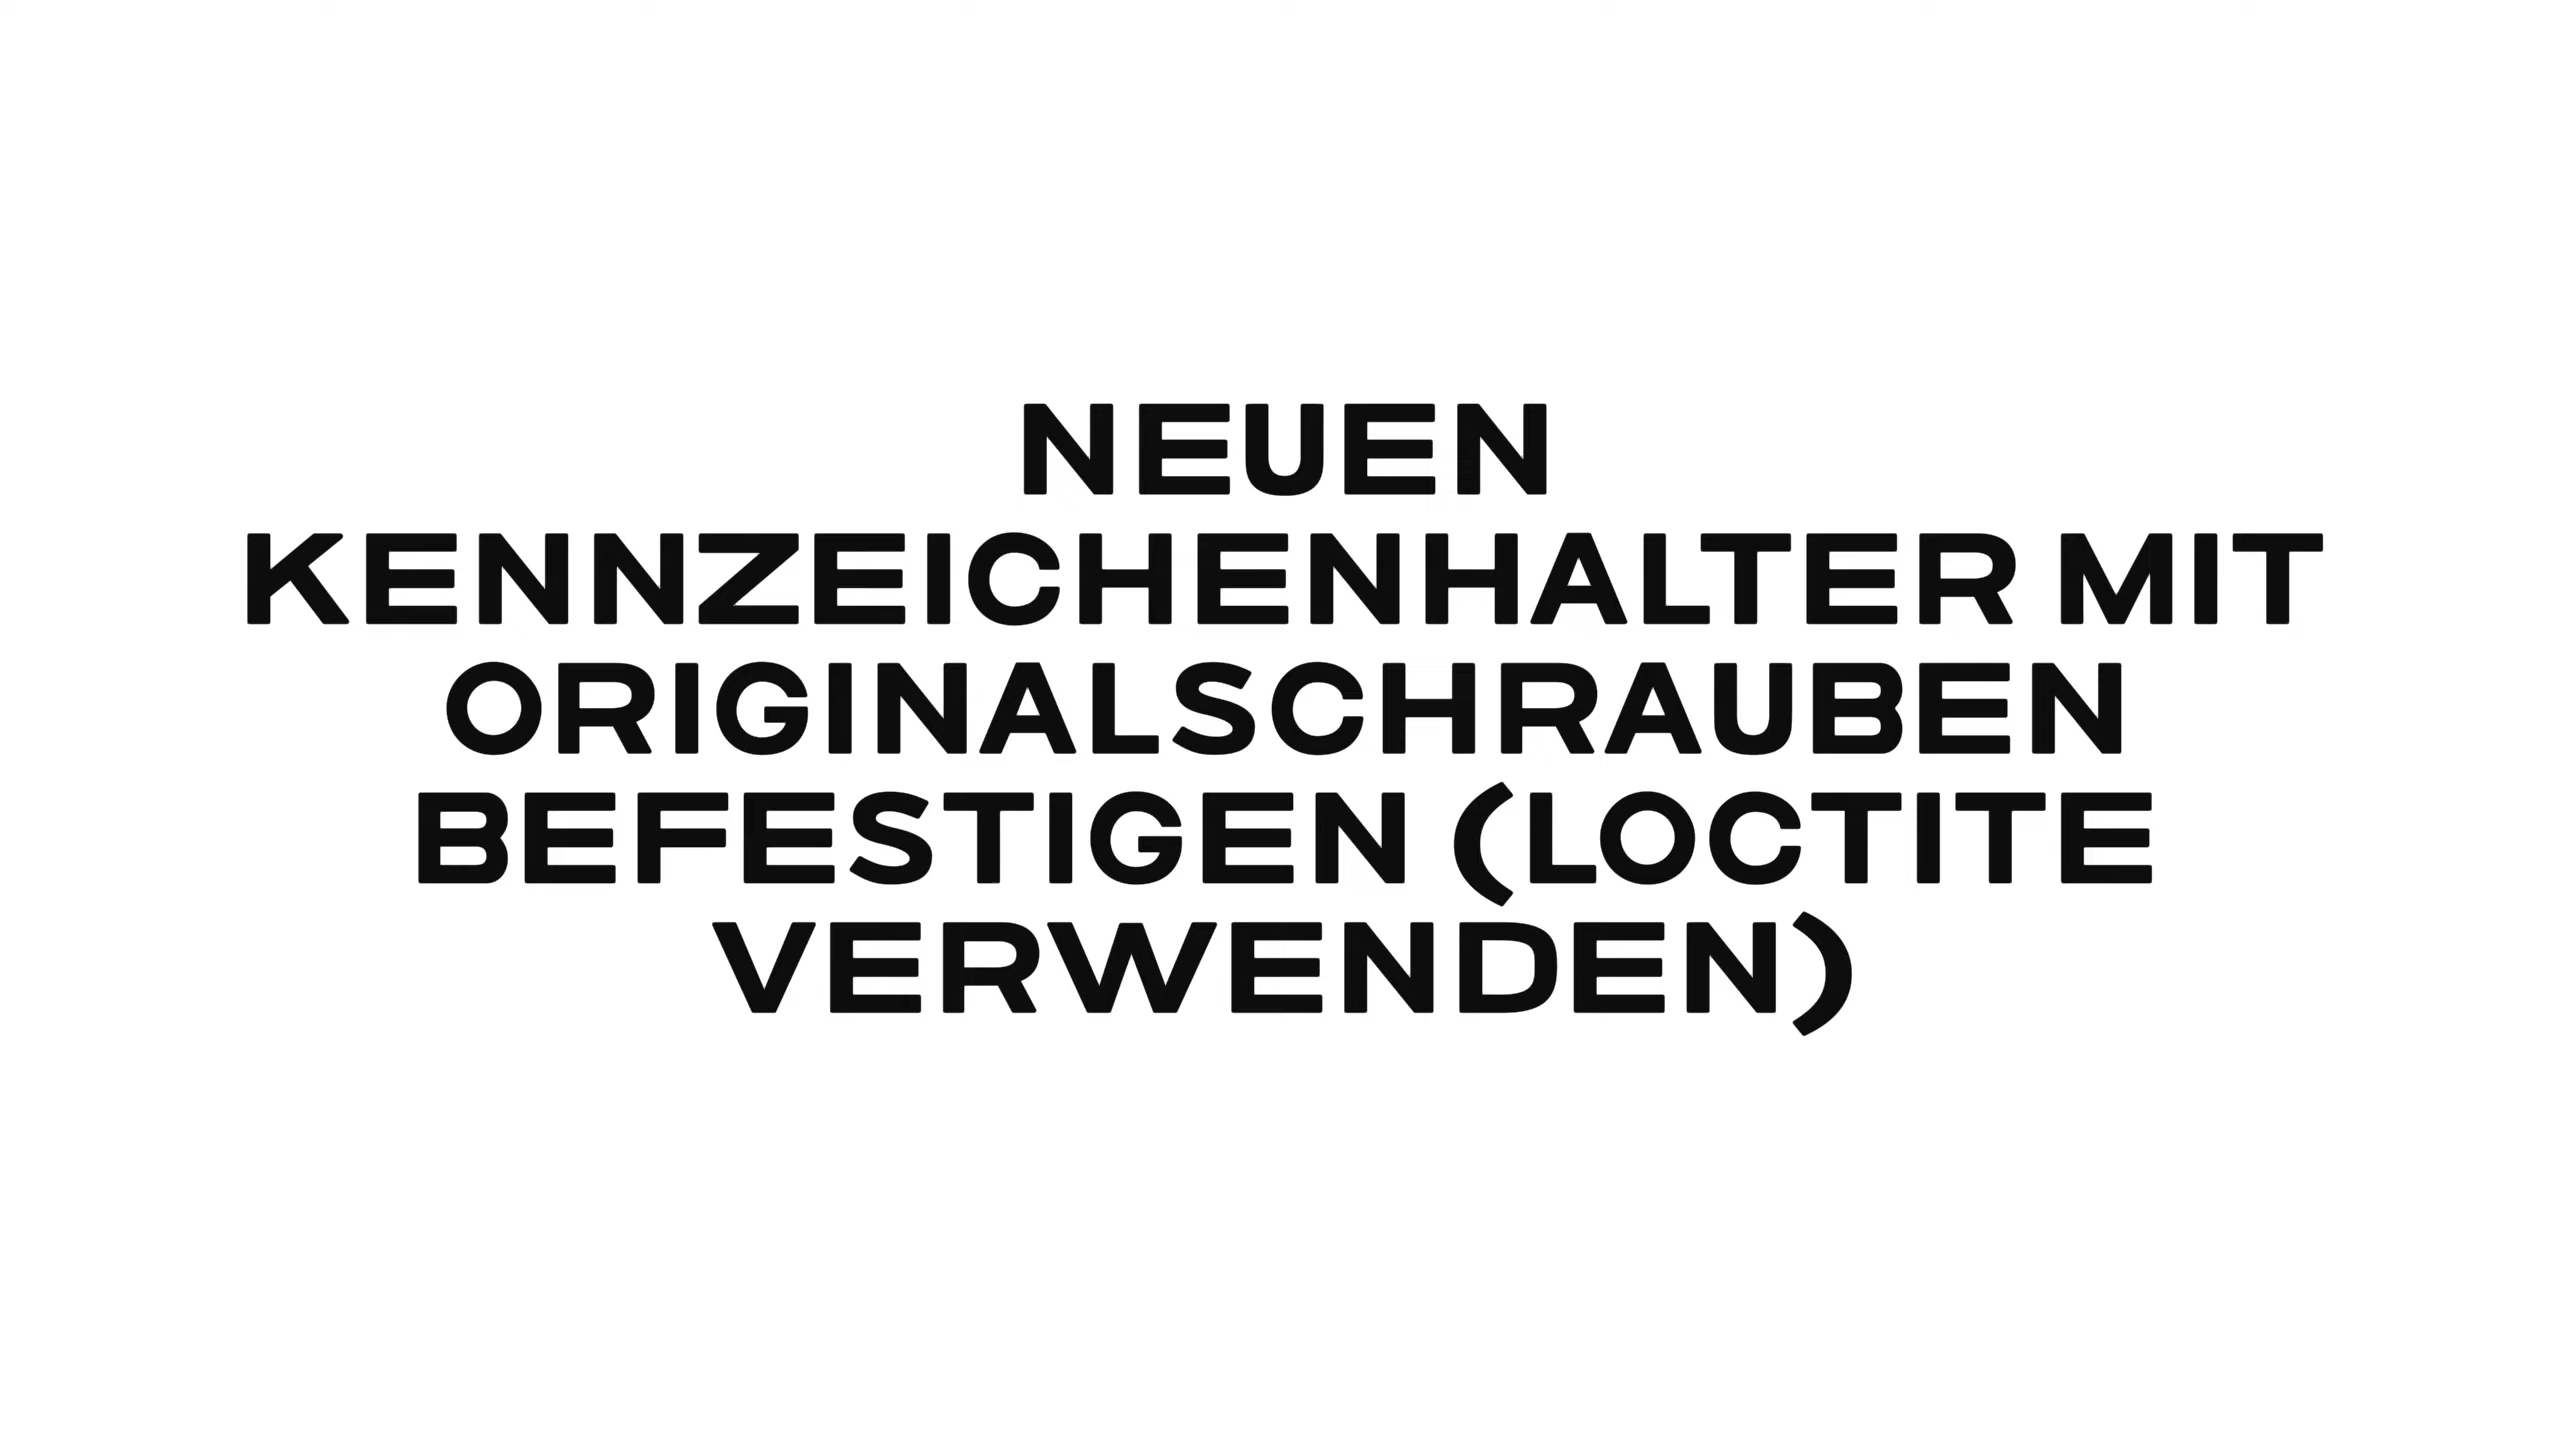 NEUEN
KENNZEICHENHALTER MIT
ORIGINALSCHRAUBEN
BEFESTIGEN (LOCTITE
VERWENDEN)